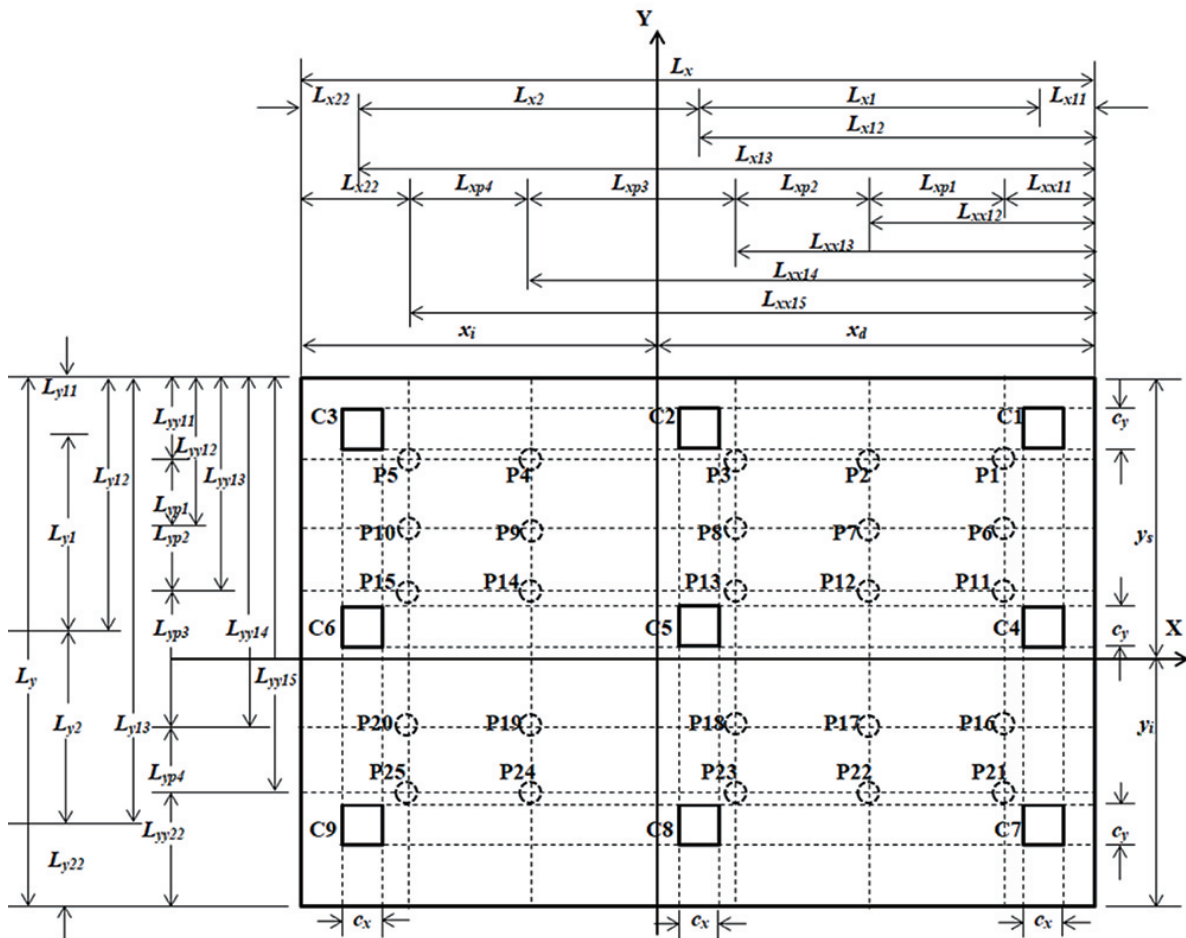 Y
Lx
Lx22 Lx2 Lx1 Lx11
Lx12
Lx13
Lx22 Lxp4 Lxp3 Lxp2 Lxp1 Lxx11
Lxx12
Lxx13
Lxx14
Lxx15
xi xd
Ly11
Lyy11
C3 C2 C1 cy
Lyy12
Ly12 Lyy13
P5 P4 P3 P2 P1
Lyp1
Ly1 Lyp2 P10 P9 P8 P7 P6 ys
P15 P14 P13 P12 P11
Lyp3 Lyy14 C6 C5 C4 cy
X
Ly Lyy15
Ly2 Ly13 P20 P19 P18 P17 P16 yi
Lyp4 P25 P24 P23 P22 P21
Lyy22 C9 C8 C7 cy
Ly22
cx cx cx